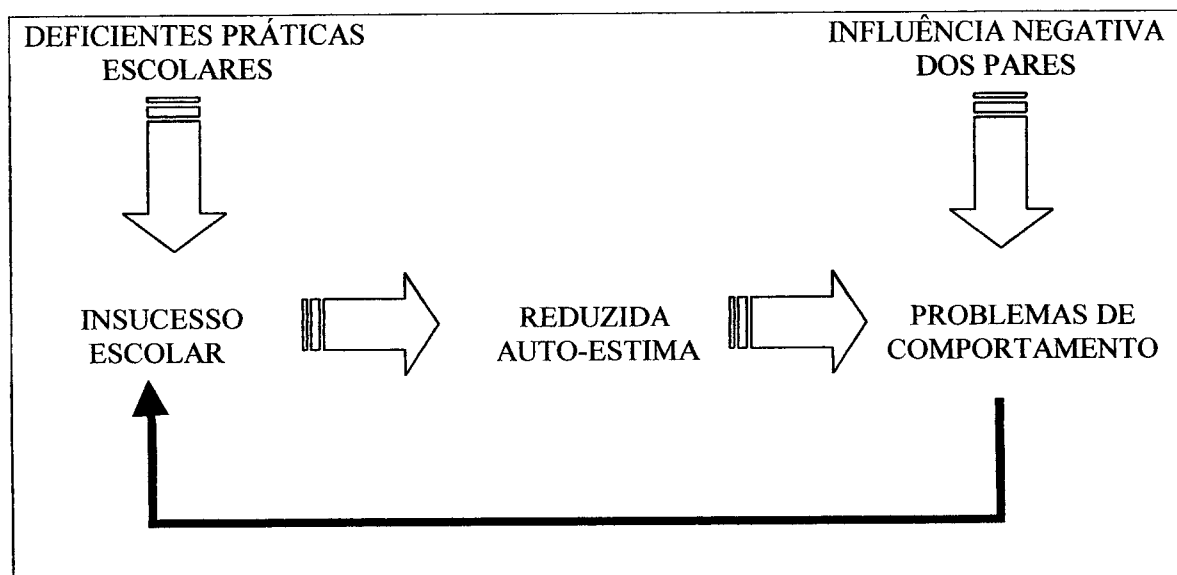 DEFICIENTES PRÁTICAS
ESCOLARES
INFLUÊNCIA NEGATIVA
DOS PARES
INSUCESSO
ESCOLAR
REDUZIDA
AUTO-ESTIMA
PROBLEMAS DE
COMPORTAMENTO